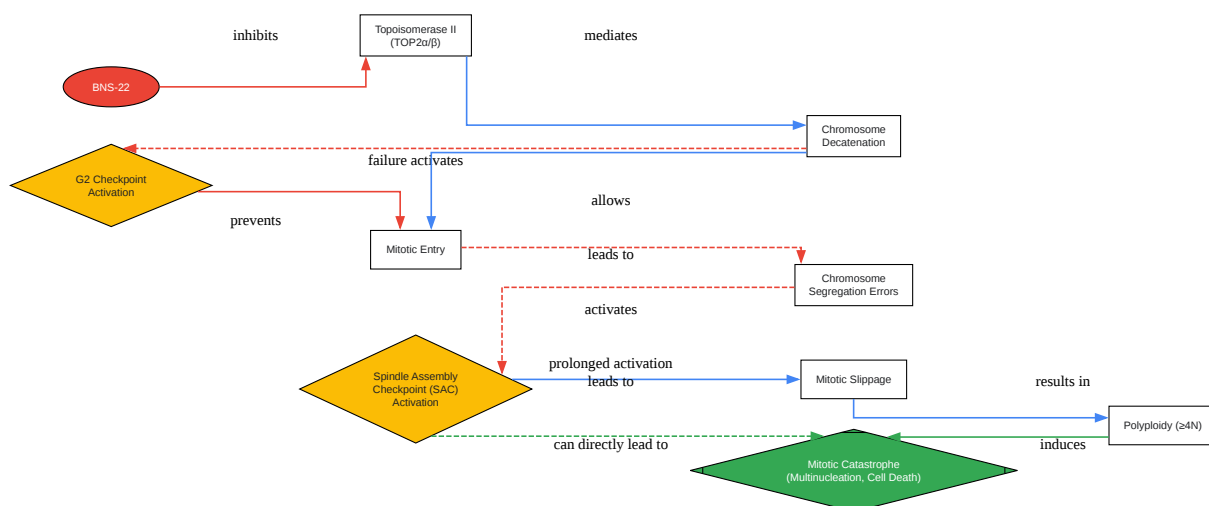 inhibits
Topoisomerase II
(TOP2α/β)
mediates
BNS-22
Chromosome
Decatenation
failure activates
G2 Checkpoint
Activation
prevents
allows
Mitotic Entry
leads to
Chromosome
Segregation Errors
activates
Spindle Assembly
Checkpoint (SAC)
Activation
prolonged activation
leads to
Mitotic Slippage
results in
Polyploidy (≥4N)
can directly lead to
induces
Mitotic Catastrophe
(Multinucleation, Cell Death)